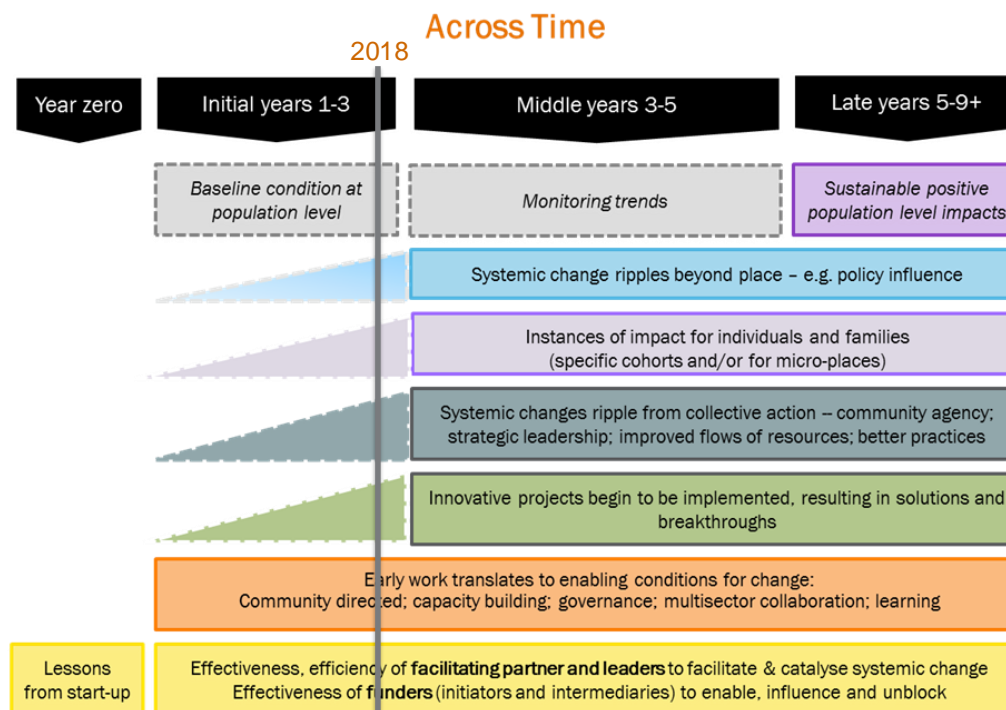 Across Time
2018
Year zero
Initial years 1-3
Middle years 3-5
Late years 5-9+
Baseline condition at
population level
Monitoring trends
Sustainable positive
population level impacts
Systemic change ripples beyond place – e.g. policy influence
Instances of impact for individuals and families
(specific cohorts and/or for micro-places)
Systemic changes ripple from collective action -- community agency;
strategic leadership; improved flows of resources; better practices
Innovative projects begin to be implemented, resulting in solutions and
breakthroughs
Early work translates to enabling conditions for change:
Community directed; capacity building; governance; multisector collaboration; learning
Lessons
from start-up
Effectiveness, efficiency of facilitating partner and leaders to facilitate & catalyse systemic change
Effectiveness of funders (initiators and intermediaries) to enable, influence and unblock